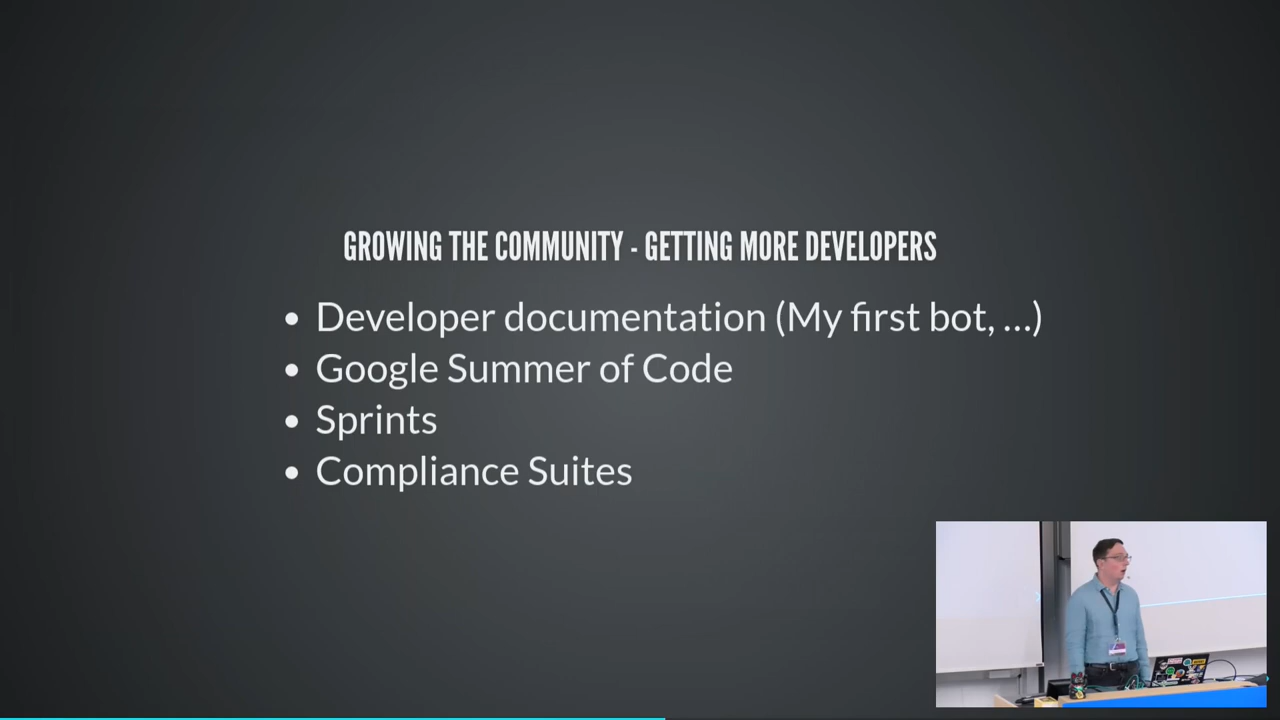 GROWING THE COMMUNITY - GETTING MORE DEVELOPERS
• Developer documentation (My first bot, ...)
• Google Summer of Code
• Sprints
• Compliance Suites